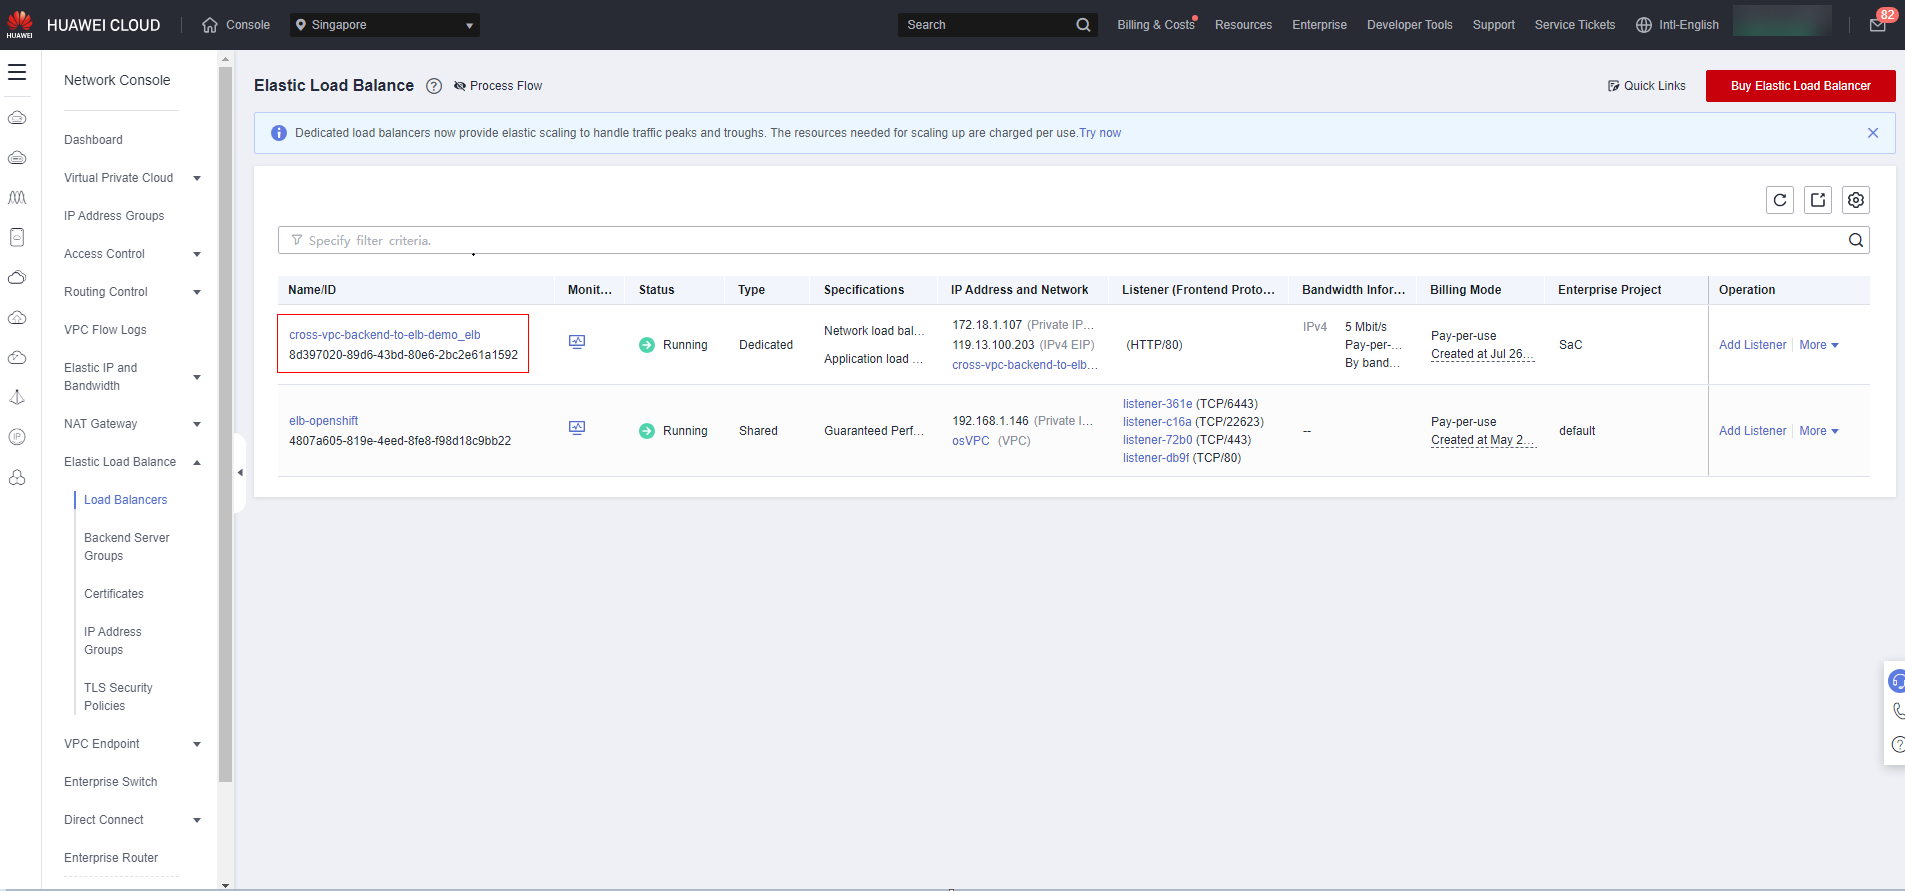 HUAWEI
HUAWEI CLOUD
Console
Singapore
Search
Billing & Costs
Resources
Enterprise
Developer Tools
Support
Service Tickets
Intl-English
82
Network Console
Dashboard
Virtual Private Cloud
IP Address Groups
Access Control
Routing Control
VPC Flow Logs
Elastic IP and
Bandwidth
NAT Gateway
Elastic Load Balance
Load Balancers
Backend Server
Groups
Certificates
IP Address
Groups
TLS Security
Policies
VPC Endpoint
Enterprise Switch
Direct Connect
Enterprise Router
Elastic Load Balance
Process Flow
Quick Links
Buy Elastic Load Balancer
Dedicated load balancers now provide elastic scaling to handle traffic peaks and troughs. The resources needed for scaling up are charged per use.Try now
Specify filter criteria.
Name/ID
Monit...
Status
Type
Specifications
IP Address and Network
Listener (Frontend Proto...
Bandwidth Infor...
Billing Mode
Enterprise Project
Operation
cross-vpc-backend-to-elb-demo_elb
8d397020-89d6-43bd-80e6-2bc2e61a1592
Running
Dedicated
Network load bal...
Application load ...
172.18.1.107 (Private IP...
119.13.100.203 (IPv4 EIP)
cross-vpc-backend-to-elb...
(HTTP/80)
IPv4
5 Mbit/s
Pay-per-...
By band...
Pay-per-use
Created at Jul 26...
SaC
Add Listener
More
elb-openshift
4807a605-819e-4eed-8fe8-f98d18c9bb22
Running
Shared
Guaranteed Perf...
192.168.1.146 (Private I...
osVPC (VPC)
listener-361e (TCP/6443)
listener-c16a (TCP/22623)
listener-72b0 (TCP/443)
listener-db9f (TCP/80)
--
Pay-per-use
Created at May 2...
default
Add Listener
More